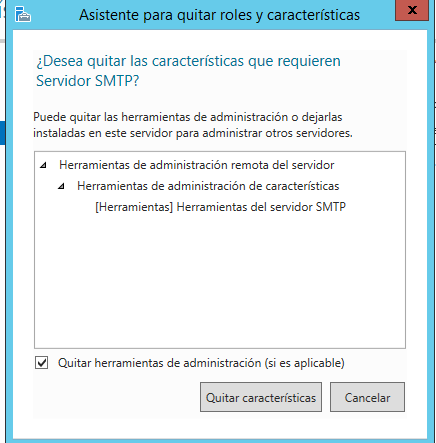 Asistente para quitar roles y características
¿Desea quitar las características que requieren
Servidor SMTP?
Puede quitar las herramientas de administración o dejarlas
instaladas en este servidor para administrar otros servidores.
Herramientas de administración remota del servidor
Herramientas de administración de características
[Herramientas] Herramientas del servidor SMTP
Quitar herramientas de administración (si es aplicable)
Quitar características
Cancelar